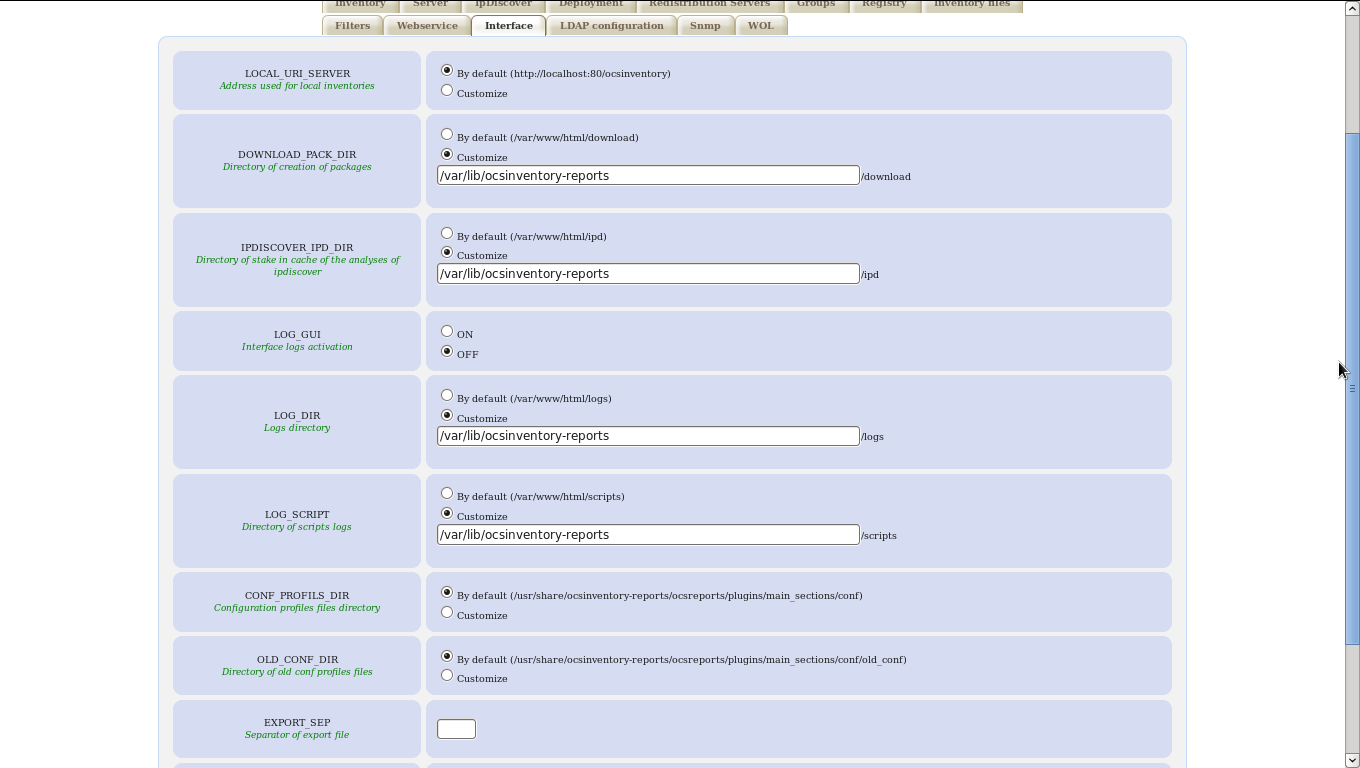 Inventory Server IpDiscover Deployment Redistribution Servers Groups Registry Inventory files
Filters Webservice Interface LDAP configuration Snmp WOL
LOCAL_URI_SERVER
Address used for local inventories
By default (http://localhost:80/ocsinventory)
Customize
DOWNLOAD_PACK_DIR
Directory of creation of packages
By default (/var/www/html/download)
Customize
/var/lib/ocsinventory-reports /download
IPDISCOVER_IPD_DIR
Directory of stake in cache of the analyses of
ipdiscover
By default (/var/www/html/ipd)
Customize
/var/lib/ocsinventory-reports /ipd
LOG_GUI
Interface logs activation
ON
OFF
LOG_DIR
Logs directory
By default (/var/www/html/logs)
Customize
/var/lib/ocsinventory-reports /logs
LOG_SCRIPT
Directory of scripts logs
By default (/var/www/html/scripts)
Customize
/var/lib/ocsinventory-reports /scripts
CONF_PROFILS_DIR
Configuration profiles files directory
By default (/usr/share/ocsinventory-reports/ocsreports/plugins/main_sections/conf)
Customize
OLD_CONF_DIR
Directory of old conf profiles files
By default (/usr/share/ocsinventory-reports/ocsreports/plugins/main_sections/conf/old_conf)
Customize
EXPORT_SEP
Separator of export file